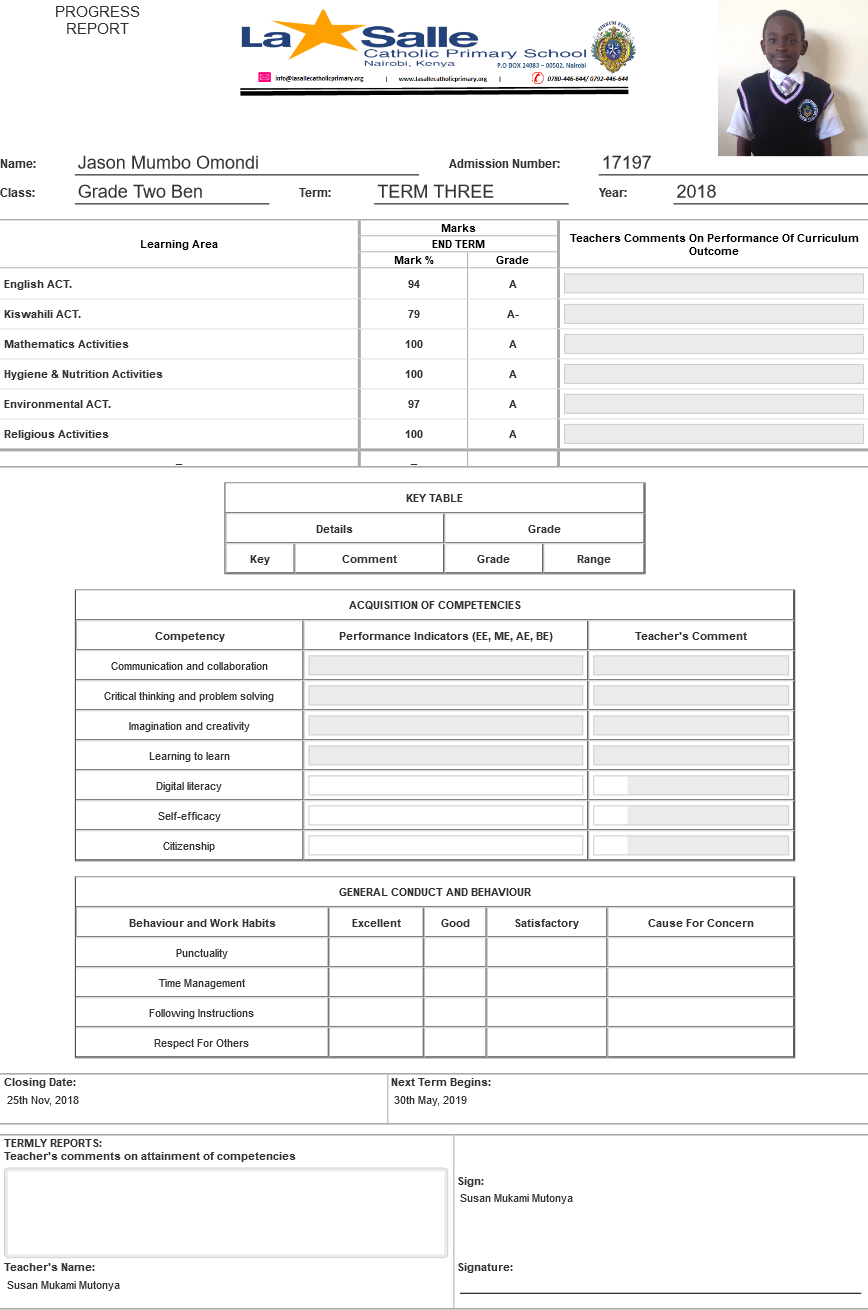 PROGRESS
REPORT
La Salle
Catholic Primary School
Nairobi, Kenya
P.O BOX 24083 – 00502, Nairobi
info@lasallecatholicprimary.org | www.lasallecatholicprimary.org | 0780-446-644/ 0792-446-644
Name: Jason Mumbo Omondi Admission Number: 17197
Class: Grade Two Ben Term: TERM THREE Year: 2018
Learning Area Marks Teachers Comments On Performance Of Curriculum Outcome
END TERM
Mark % Grade
English ACT. 94 A
Kiswahili ACT. 79 A-
Mathematics Activities 100 A
Hygiene & Nutrition Activities 100 A
Environmental ACT. 97 A
Religious Activities 100 A
_ _
KEY TABLE
Details Grade
Key Comment Grade Range
ACQUISITION OF COMPETENCIES
Competency Performance Indicators (EE, ME, AE, BE) Teacher's Comment
Communication and collaboration
Critical thinking and problem solving
Imagination and creativity
Learning to learn
Digital literacy
Self-efficacy
Citizenship
GENERAL CONDUCT AND BEHAVIOUR
Behaviour and Work Habits Excellent Good Satisfactory Cause For Concern
Punctuality
Time Management
Following Instructions
Respect For Others
Closing Date: Next Term Begins:
25th Nov, 2018 30th May, 2019
TERMLY REPORTS:
Teacher's comments on attainment of competencies
Sign:
Susan Mukami Mutonya
Teacher's Name: Signature:
Susan Mukami Mutonya